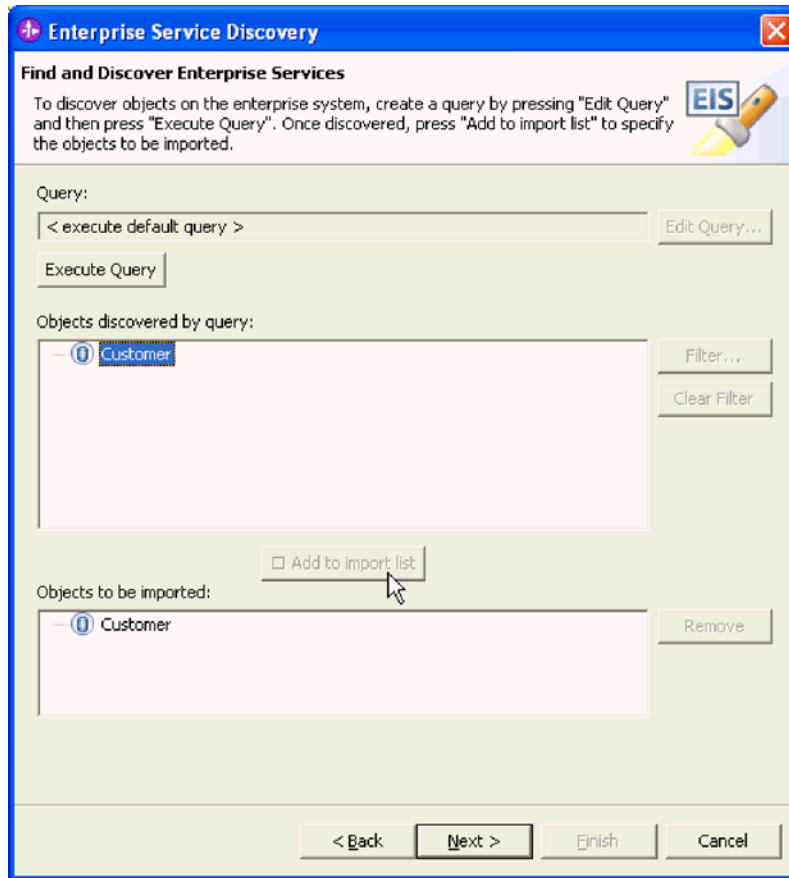 Enterprise Service Discovery
Find and Discover Enterprise Services
To discover objects on the enterprise system, create a query by pressing "Edit Query"
and then press "Execute Query". Once discovered, press "Add to import list" to specify
the objects to be imported.
EIS
Query:
< execute default query >
Edit Query...
Execute Query
Objects discovered by query:
Customer
Filter...
Clear Filter
Add to import list
Objects to be imported:
Customer
Remove
< Back
Next >
Finish
Cancel